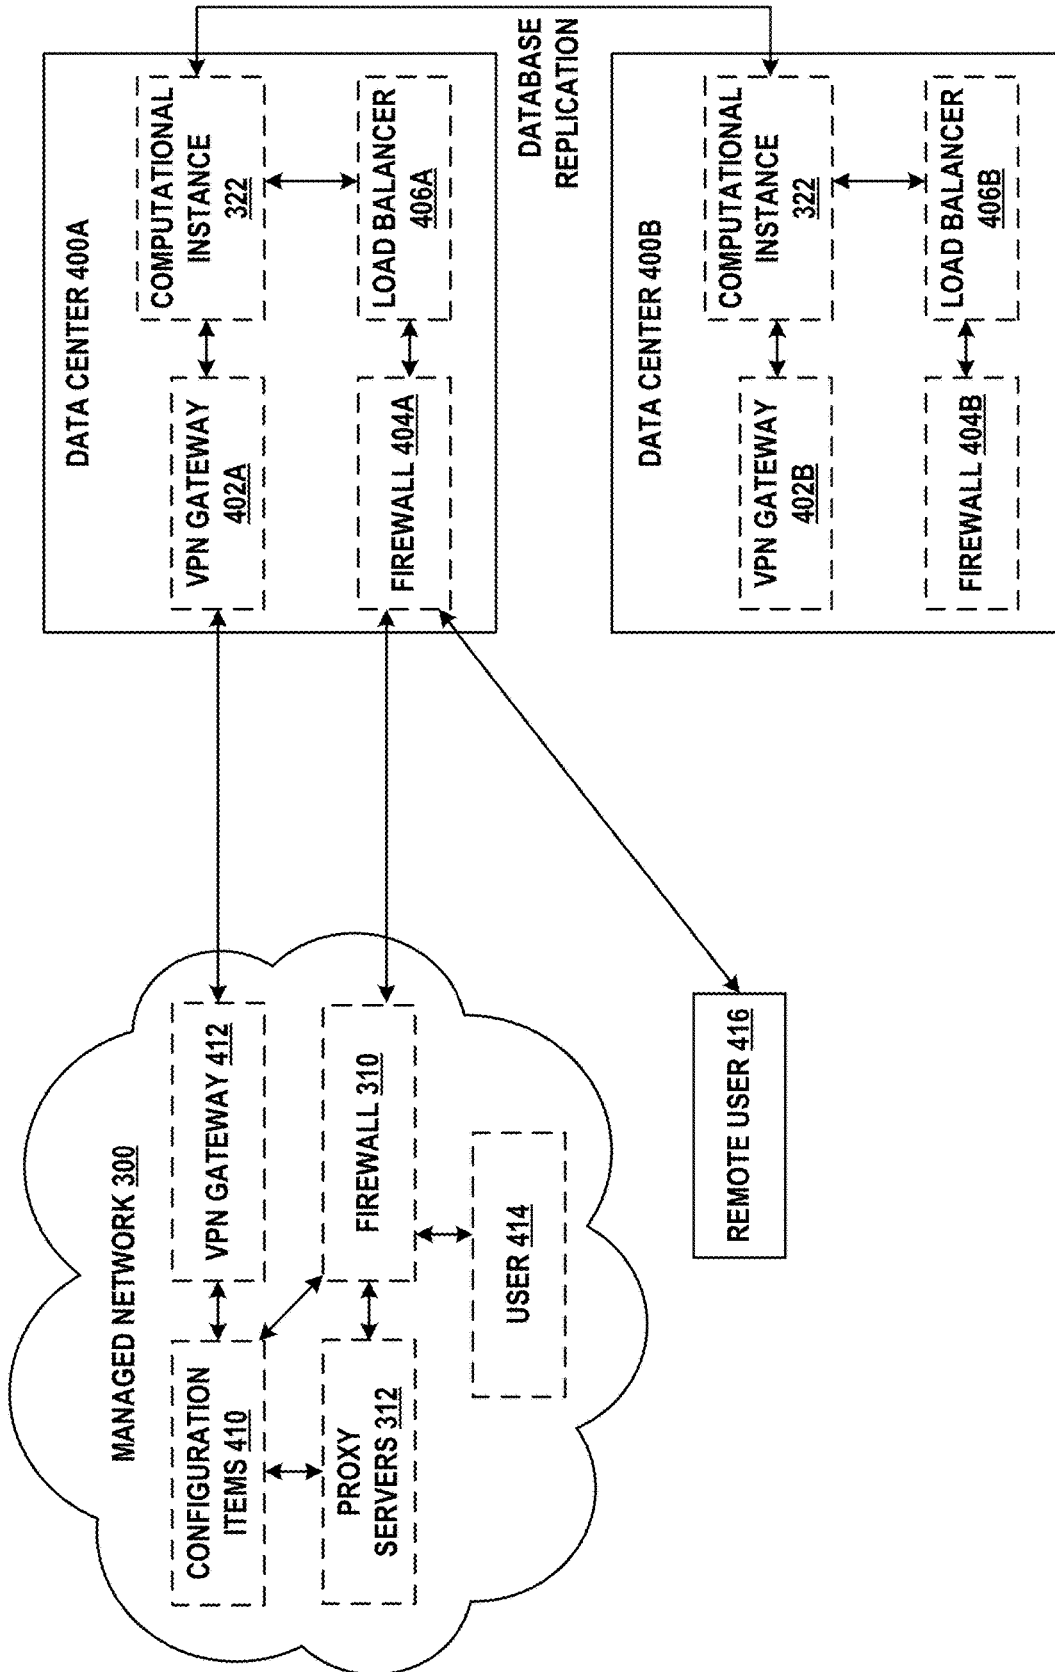 MANAGED NETWORK 300
CONFIGURATION
ITEMS 410
VPN GATEWAY 412
PROXY
SERVERS 312
FIREWALL 310
USER 414
REMOTE USER 416
DATA CENTER 400A
VPN GATEWAY
402A
COMPUTATIONAL
INSTANCE
322
FIREWALL 404A
LOAD BALANCER
406A
DATABASE
REPLICATION
DATA CENTER 400B
VPN GATEWAY
402B
COMPUTATIONAL
INSTANCE
322
FIREWALL 404B
LOAD BALANCER
406B